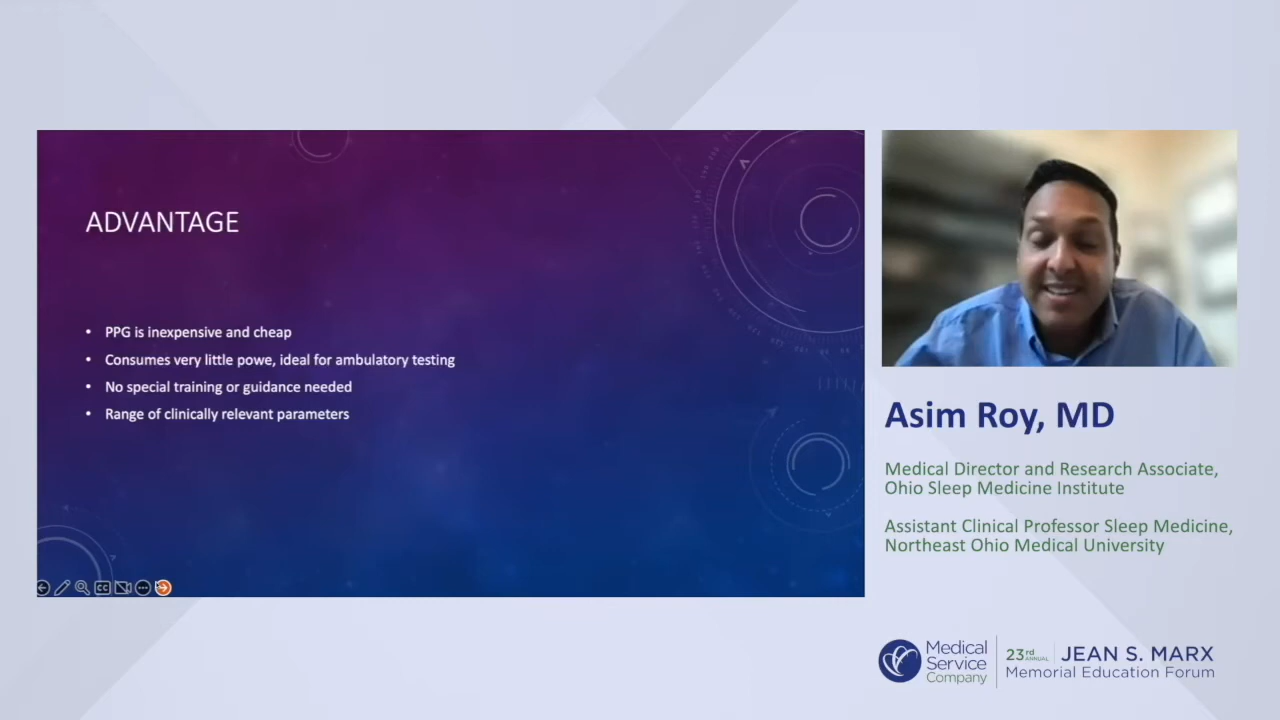 ADVANTAGE
• PPG is inexpensive and cheap
• Consumes very little powe, ideal for ambulatory testing
• No special training or guidance needed
• Range of clinically relevant parameters
CC
Asim Roy, MD
Medical Director and Research Associate,
Ohio Sleep Medicine Institute
Assistant Clinical Professor Sleep Medicine,
Northeast Ohio Medical University
Medical
Service
Company
23rd ANNUAL JEAN S. MARX
Memorial Education Forum